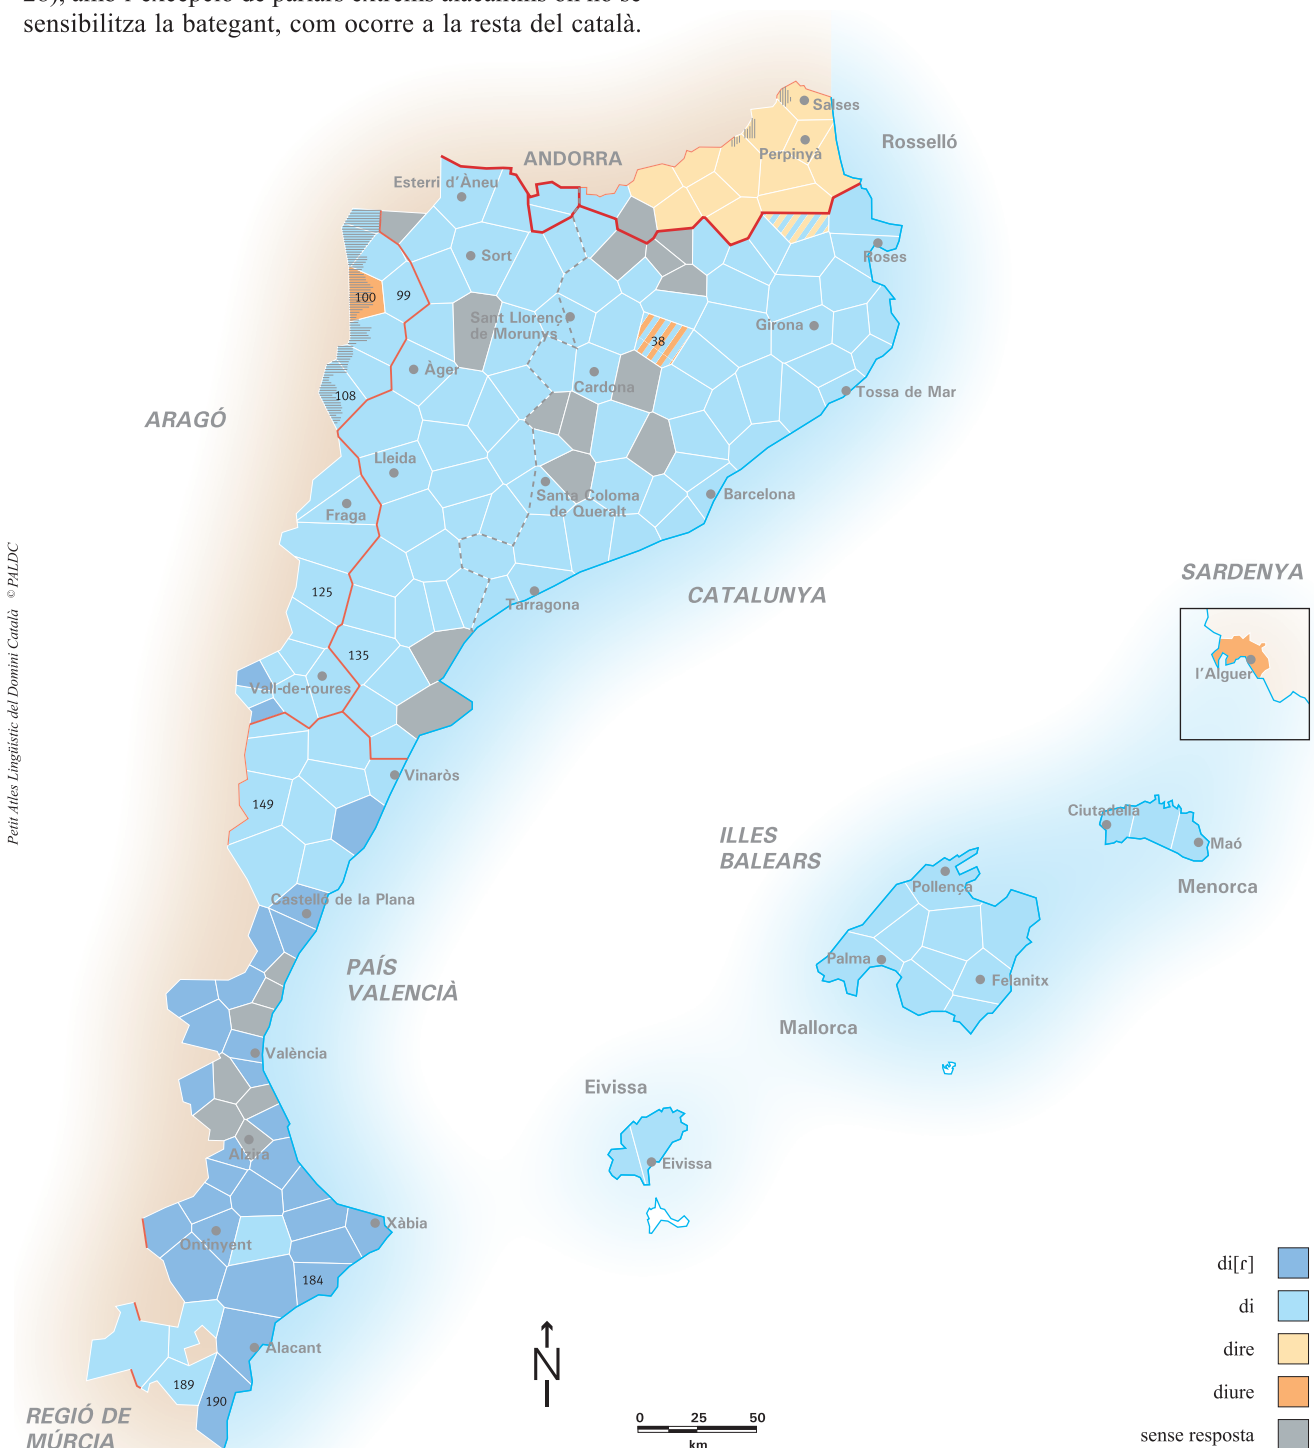 sensibilitza la bategant, com ocorre a la resta del català.
Salses
Rosselló
Perpinyà
ANDORRA
Esterri d'Àneu
Sort
Roses
100
99
Sant Llorenç
de Morunys
38
Girona
Àger
Cardona
108
Tossa de Mar
ARAGÓ
Lleida
Santa Coloma
de Queralt
Barcelona
Fraga
Petit Atles Lingüístic del Domini Català © PALDC
125
Tarragona
CATALUNYA
SARDENYA
135
l'Alguer
Vall-de-roures
Vinaròs
149
ILLES
BALEARS
Ciutadella
Maó
Menorca
Pollença
Castelló de la Plana
PAÍS
VALENCIÀ
Palma
Felanitx
Mallorca
València
Eivissa
Alzira
Eivissa
Xàbia
Ontinyent
184
Alacant
189
190
REGIÓ DE
MÚRCIA
N
0 25 50
km
di[ɾ]
di
dire
diure
sense resposta